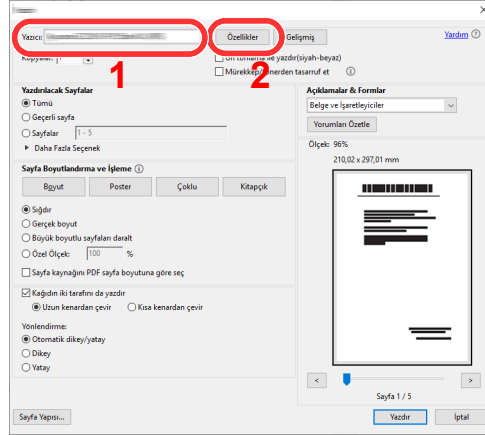 Yazıcı:
Özellikler
Gelişmiş
Yardım
Kopyalar: 1
Gri tonlama ile yazdır(siyah-beyaz)
Mürekkep/Tonerden tasarruf et
1
2
Yazdırılacak Sayfalar
Tümü
Geçerli sayfa
Sayfalar 1 - 5
Daha Fazla Seçenek
Sayfa Boyutlandırma ve İşleme
Boyut Poster Çoklu Kitapçık
Sığdır
Gerçek boyut
Büyük boyutlu sayfaları daralt
Özel Ölçek: 100 %
Sayfa kaynağını PDF sayfa boyutuna göre seç
Kağıdın iki tarafını da yazdır
Uzun kenardan çevir Kısa kenardan çevir
Yönlendirme:
Otomatik dikey/yatay
Dikey
Yatay
Açıklamalar & Formlar
Belge ve İşaretleyiciler
Yorumları Özetle
Ölçek: 96%
210,02 x 297,01 mm
<
>
Sayfa 1 / 5
Sayfa Yapısı...
Yazdır
İptal